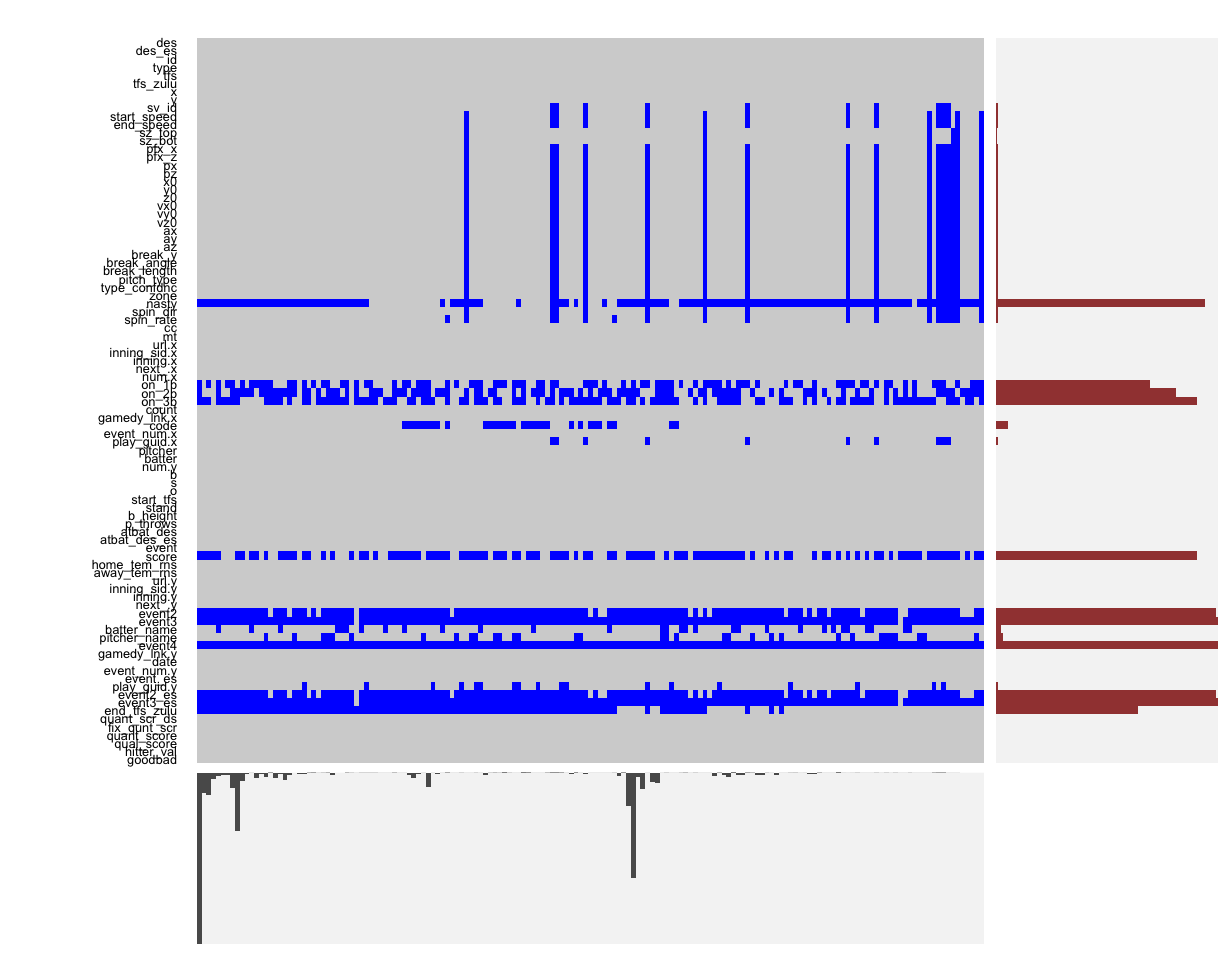 des
des_es
id
type
tfs
tfs_zulu
x
y
sv_id
start_speed
end_speed
sz_top
sz_bot
pfx_x
pfx_z
px
pz
x0
y0
z0
vx0
vy0
vz0
ax
ay
az
break_y
break_angle
break_length
pitch_type
type_confdnc
zone
nasty
spin_dir
spin_rate
cc
mt
url.x
inning_sid.x
inning.x
next_.x
num.x
on_1b
on_2b
on_3b
count
gamedy_lnk.x
code
event_num.x
play_guid.x
pitcher
batter
num.y
b
s
o
start_tfs
stand
b_height
p_throws
atbat_des
atbat_des_es
event
score
home_tem_rns
away_tem_rns
url.y
inning_sid.y
inning.y
next_.y
event2
event3
batter_name
pitcher_name
event4
gamedy_lnk.y
date
event_num.y
event_es
play_guid.y
event2_es
event3_es
end_tfs_zulu
quant_scr_ds
fix_qunt_scr
quant_score
qual_score
hitter_val
goodbad